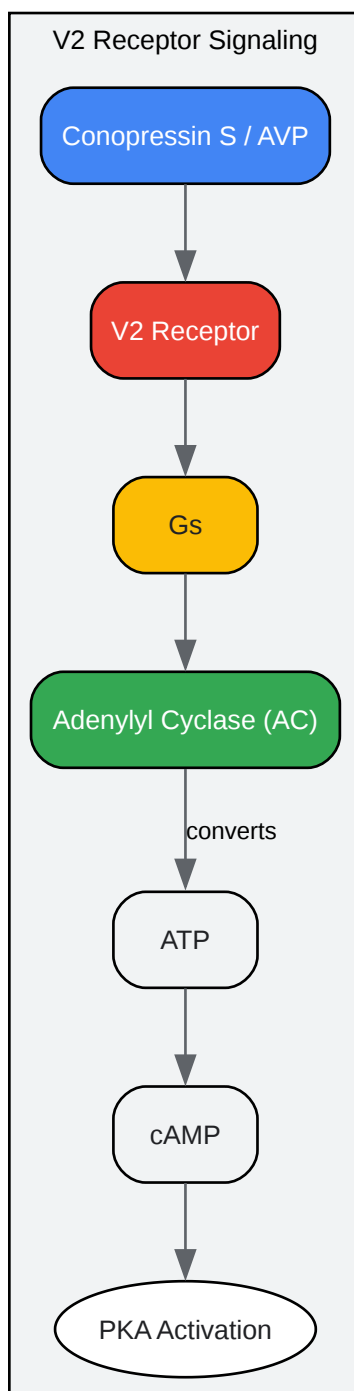 V2 Receptor Signaling
Conopressin S / AVP
V2 Receptor
Gs
Adenylyl Cyclase (AC)
converts
ATP
cAMP
PKA Activation